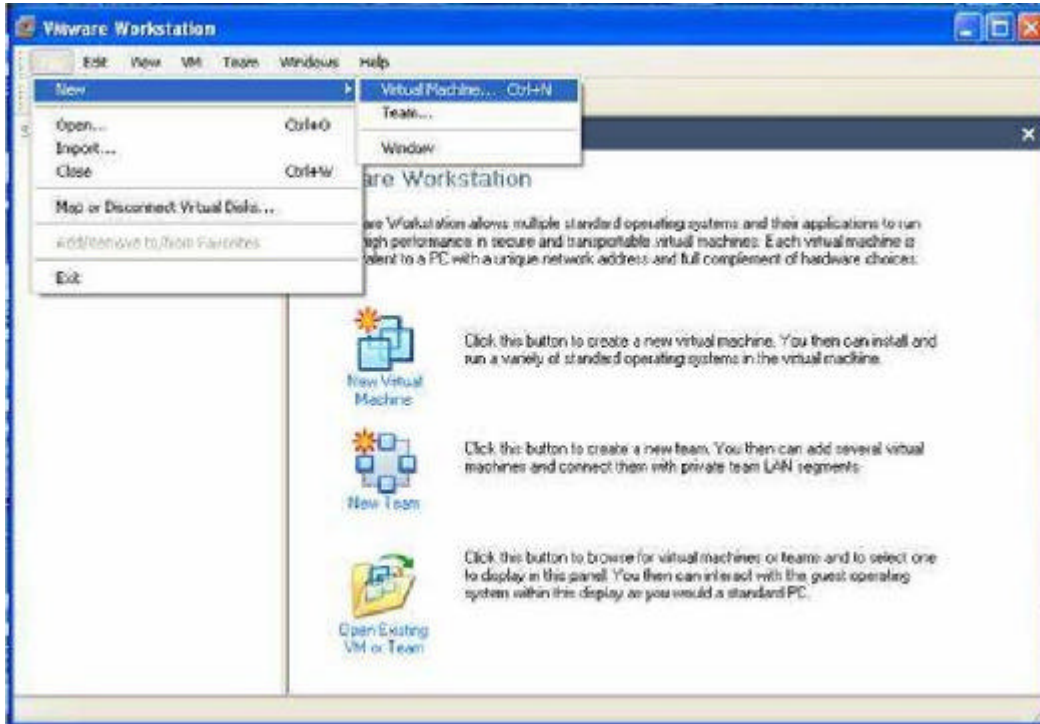 VMware Workstation
Edit View VM Team Windows Help
New
Virtual Machine... Ctrl+N
Team...
Window
Open... Ctrl+O
Import...
Close Ctrl+W
Map or Disconnect Virtual Disks...
Add/Remove to/from Favorites
Exit
are Workstation
are Workstation allows multiple standard operating systems and their applications to run
igh performance in secure and transportable virtual machines. Each virtual machine is
valent to a PC with a unique network address and full complement of hardware choices.
New Virtual
Machine
Click this button to create a new virtual machine. You then can install and
run a variety of standard operating systems in the virtual machine.
New Team
Click this button to create a new team. You then can add several virtual
machines and connect them with private team LAN segments.
Open Existing
VM or Team
Click this button to browse for virtual machines or teams and to select one
to display in this panel. You then can interact with the guest operating
system within this display as you would a standard PC.